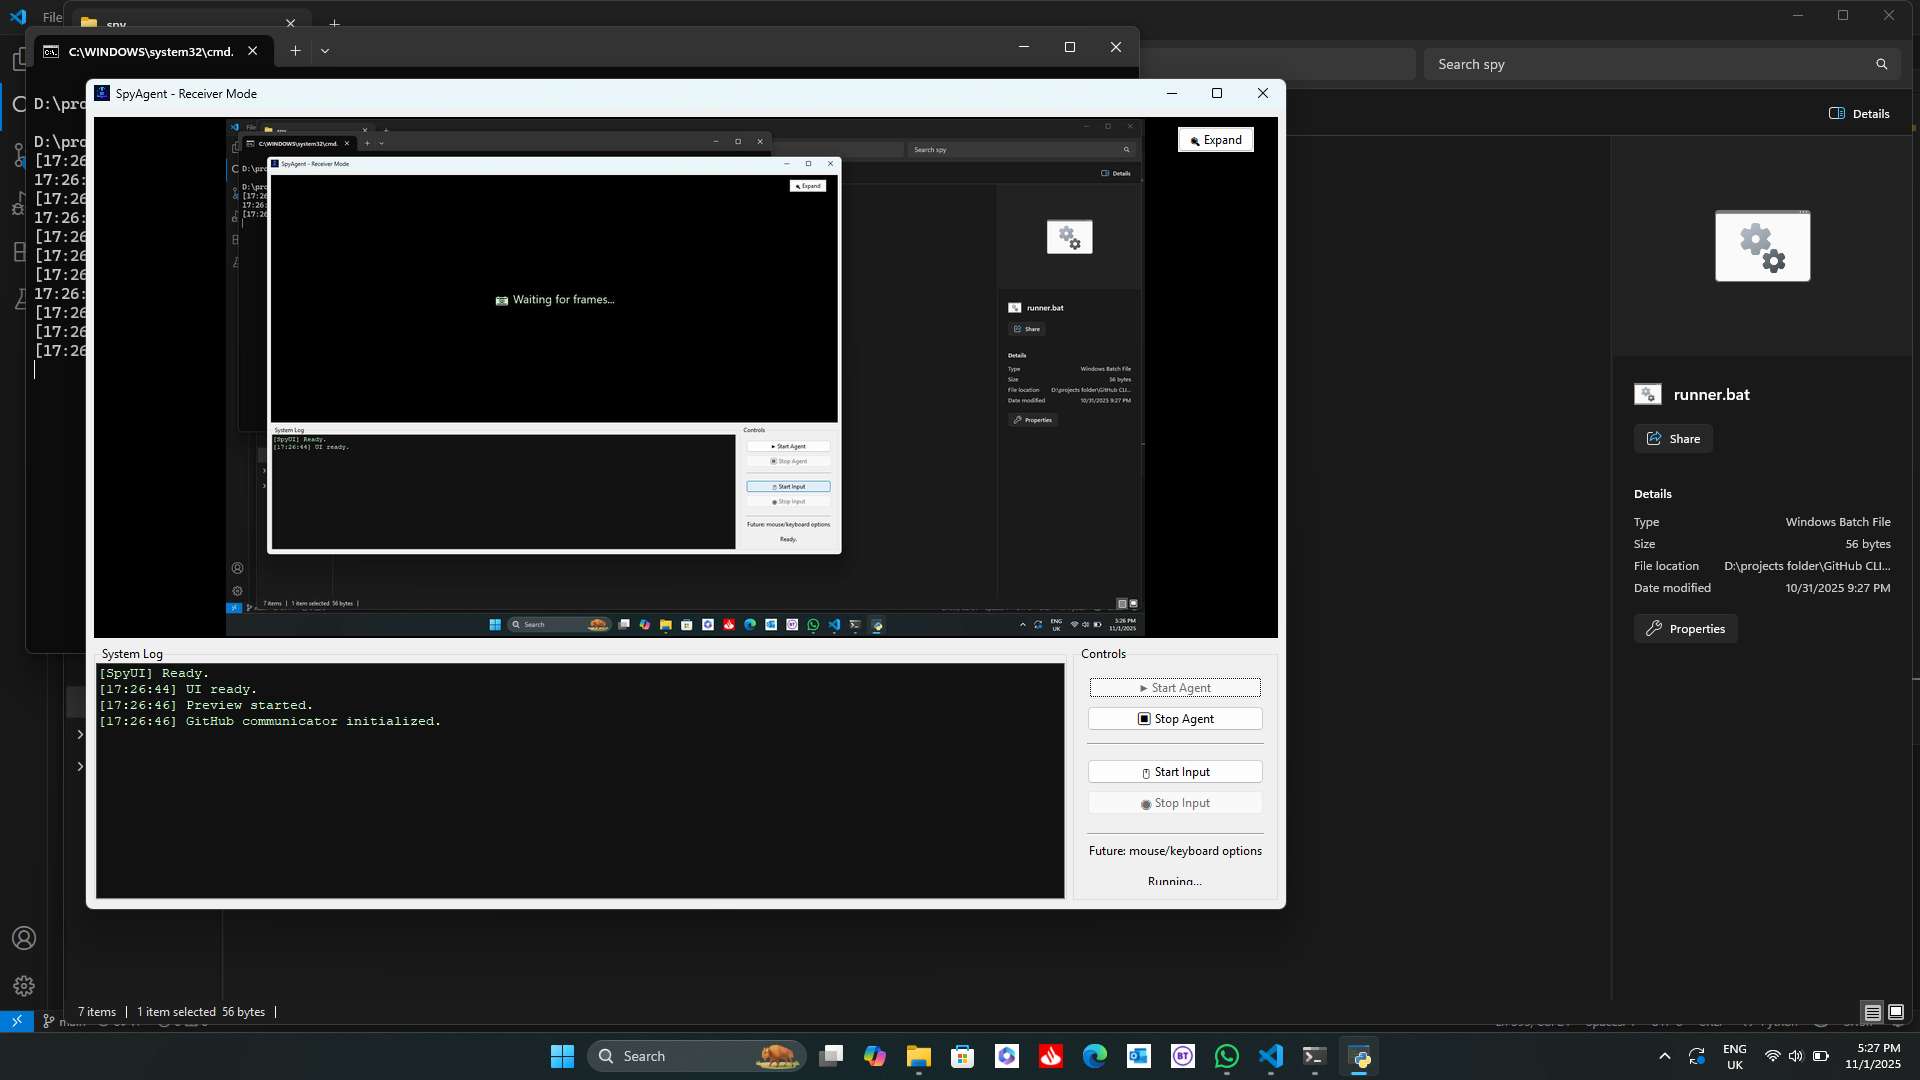 File
spy
C:\WINDOWS\system32\cmd.
Search spy
D:\pro
SpyAgent - Receiver Mode
Details
Expand
File
C:\WINDOWS\system32\cmd.
Search spy
D:\pro
SpyAgent - Receiver Mode
Details
Expand
D:\pro
[17:26
17:26:
[17:26
D:\pro
[17:26
17:26:
[17:26
17:26:
[17:26
[17:26
[17:26
17:26:
[17:26
[17:26
[17:26
Waiting for frames...
runner.bat
Share
Details
Type Windows Batch File
Size 56 bytes
File location D:\projects folder\GitHub CLI...
Date modified 10/31/2025 9:27 PM
Properties
System Log
[SpyUI] Ready.
[17:26:44] UI ready.
Controls
Start Agent
Stop Agent
Start Input
Stop Input
Future: mouse/keyboard options
Ready.
7 items 1 item selected 56 bytes
Search
ENG
UK
5:26 PM
11/1/2025
runner.bat
Share
Details
Type Windows Batch File
Size 56 bytes
File location D:\projects folder\GitHub CLI...
Date modified 10/31/2025 9:27 PM
Properties
System Log
[SpyUI] Ready.
[17:26:44] UI ready.
[17:26:46] Preview started.
[17:26:46] GitHub communicator initialized.
Controls
Start Agent
Stop Agent
Start Input
Stop Input
Future: mouse/keyboard options
Running...
7 items 1 item selected 56 bytes
Search
BT
ENG
UK
5:27 PM
11/1/2025